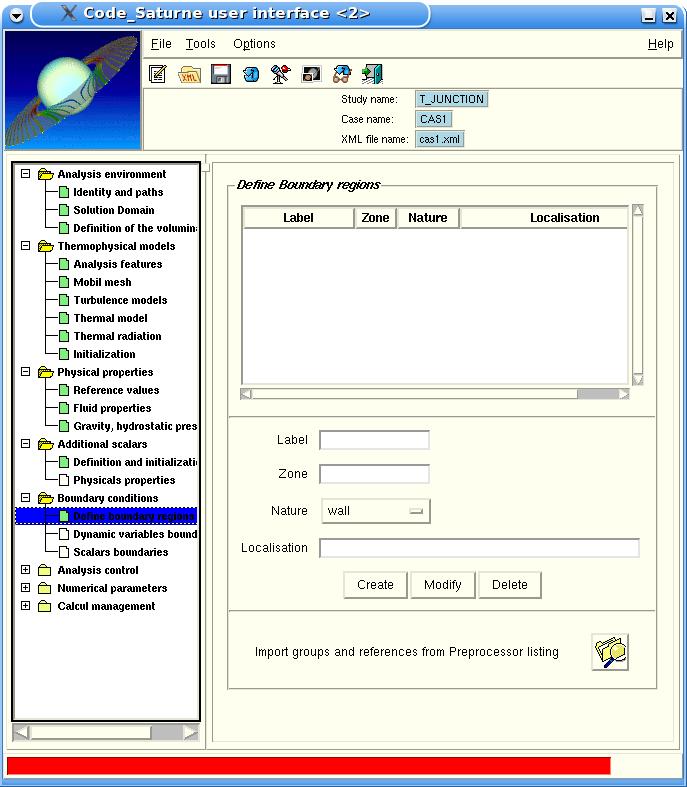 Code_Saturne user interface <2>
File Tools Options Help
XML
Study name: T_JUNCTION
Case name: CAS1
XML file name: cas1.xml
Analysis environment
Identity and paths
Solution Domain
Definition of the volumin
Thermophysical models
Analysis features
Mobil mesh
Turbulence models
Thermal model
Thermal radiation
Initialization
Physical properties
Reference values
Fluid properties
Gravity, hydrostatic pres
Additional scalars
Definition and initializati
Physicals properties
Boundary conditions
Define boundary regions
Dynamic variables bound
Scalars boundaries
Analysis control
Numerical parameters
Calcul management
Define Boundary regions
Label Zone Nature Localisation
Label
Zone
Nature wall
Localisation
Create Modify Delete
Import groups and references from Preprocessor listing